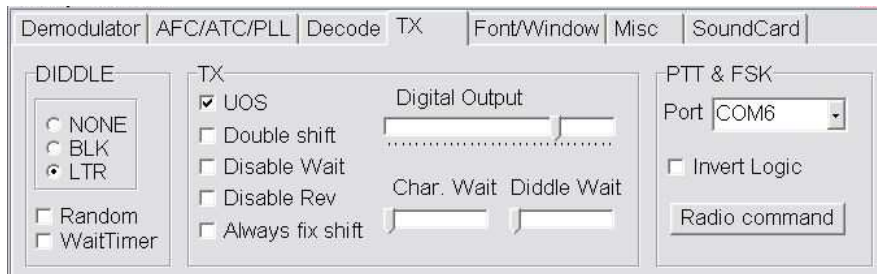 Demodulator AFC/ATC/PLL Decode TX Font/Window Misc SoundCard
DIDDLE
NONE
BLK
LTR
Random
WaitTimer
TX
UOS
Double shift
Disable Wait
Disable Rev
Always fix shift
Digital Output
Char. Wait Diddle Wait
PTT & FSK
Port COM6
Invert Logic
Radio command